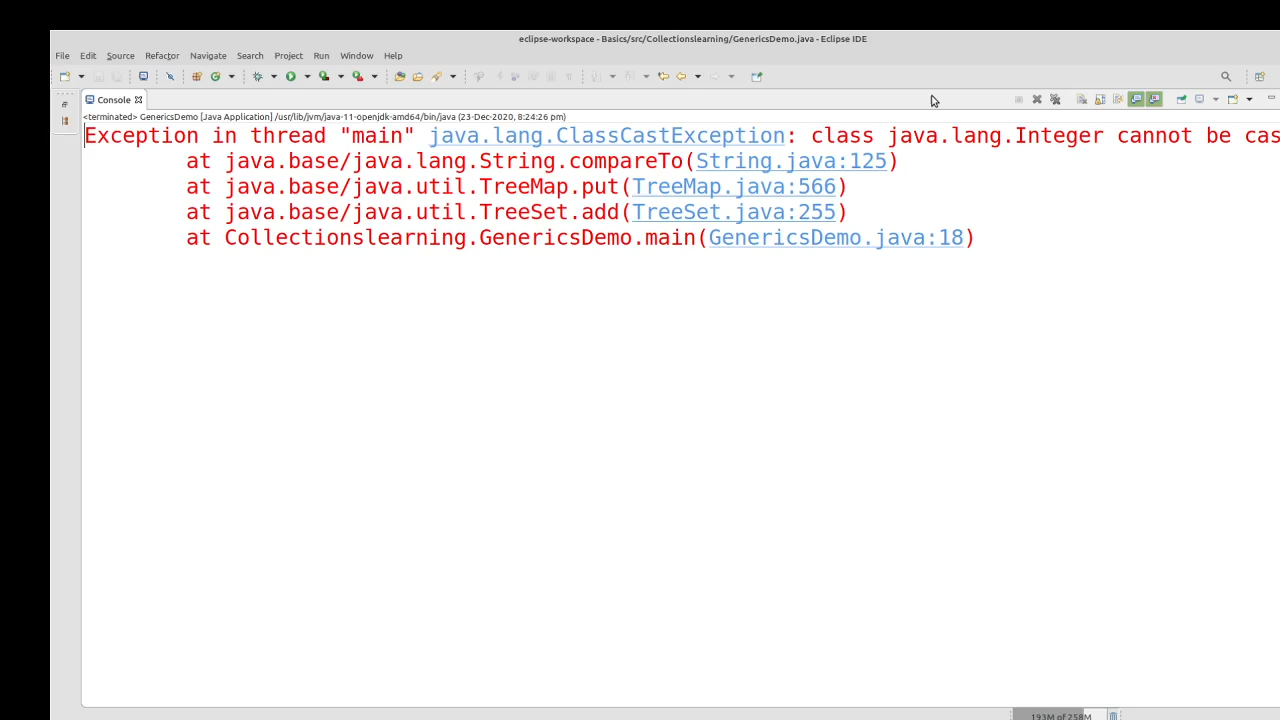 eclipse-workspace - Basics/src/Collectionslearning/GenericsDemo.java - Eclipse IDE
File Edit Source Refactor Navigate Search Project Run Window Help
Console
<terminated> GenericsDemo [Java Application] /usr/lib/jvm/java-11-openjdk-amd64/bin/java (23-Dec-2020, 8:24:26 pm)
Exception in thread "main" java.lang.ClassCastException: class java.lang.Integer cannot be cas
at java.base/java.lang.String.compareTo(String.java:125)
at java.base/java.util.TreeMap.put(TreeMap.java:566)
at java.base/java.util.TreeSet.add(TreeSet.java:255)
at Collectionslearning.GenericsDemo.main(GenericsDemo.java:18)
193M of 258M